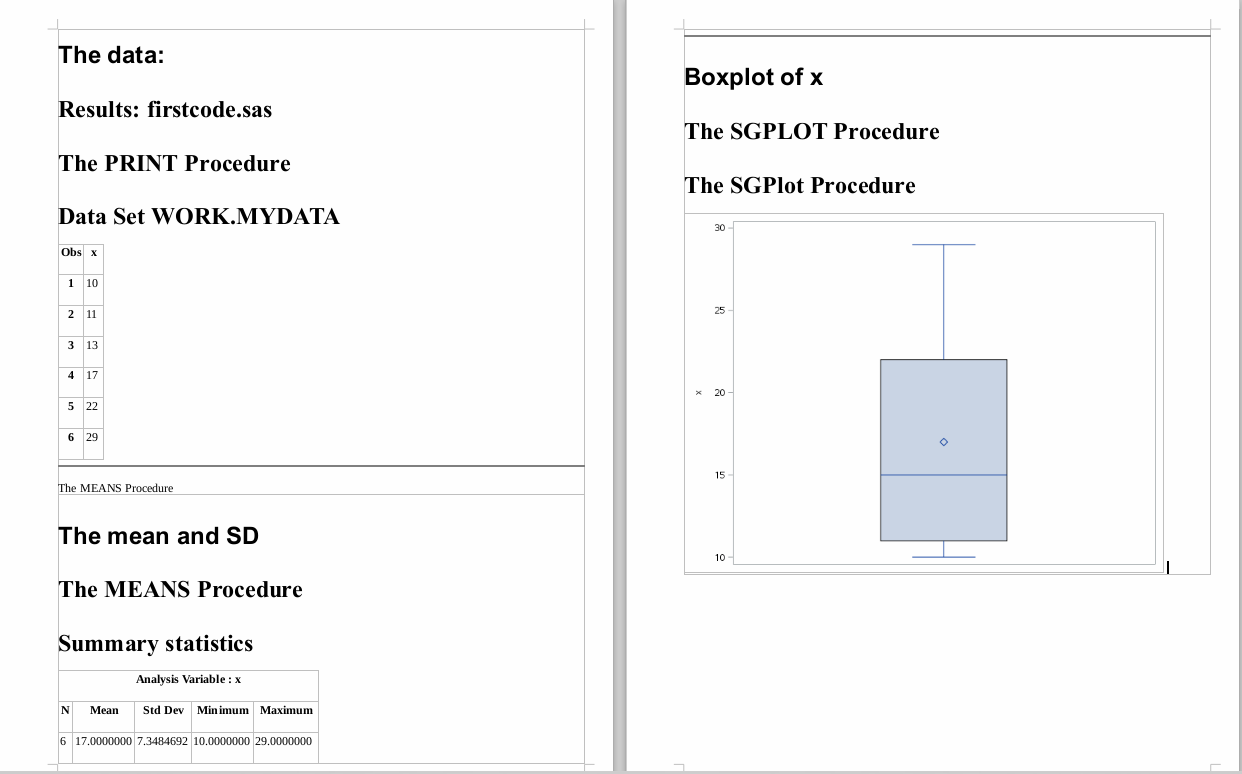 The data:
Results: firstcode.sas
The PRINT Procedure
Data Set WORK.MYDATA
Obs x
1 10
2 11
3 13
4 17
5 22
6 29
The MEANS Procedure
The mean and SD
The MEANS Procedure
Summary statistics
Analysis Variable : x
N Mean Std Dev Minimum Maximum
6 17.0000000 7.3484692 10.0000000 29.0000000
Boxplot of x
The SGPLOT Procedure
The SGPlot Procedure
30
25
20
15
10
x